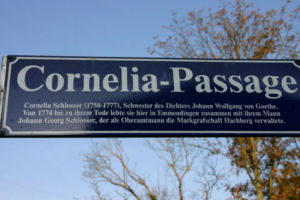 Cornelia-Passage
Cornelia Schlosser (1750-1777), Schwester des Dichters Johann Wolfgang von Goethe.
Von 1774 bis zu ihrem Tode lebte sie hier in Emmendingen zusammen mit ihrem Mann
Johann Georg Schlosser, der als Oberamtmann die Markgrafschaft Hachberg verwaltete.